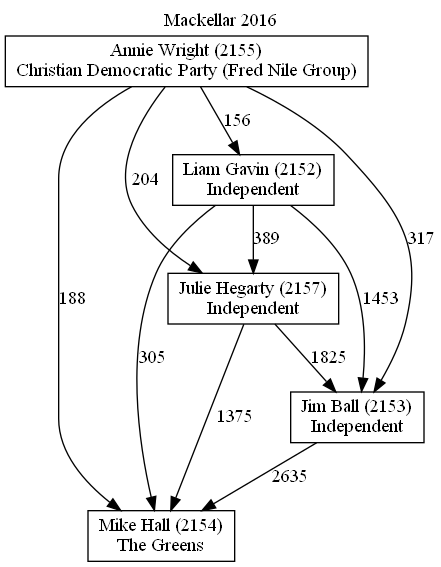 Mackellar 2016
Annie Wright (2155)
Christian Democratic Party (Fred Nile Group)
156
Liam Gavin (2152)
Independent
204
389
317
Julie Hegarty (2157)
Independent
188
1453
305
1825
Jim Ball (2153)
Independent
1375
2635
Mike Hall (2154)
The Greens